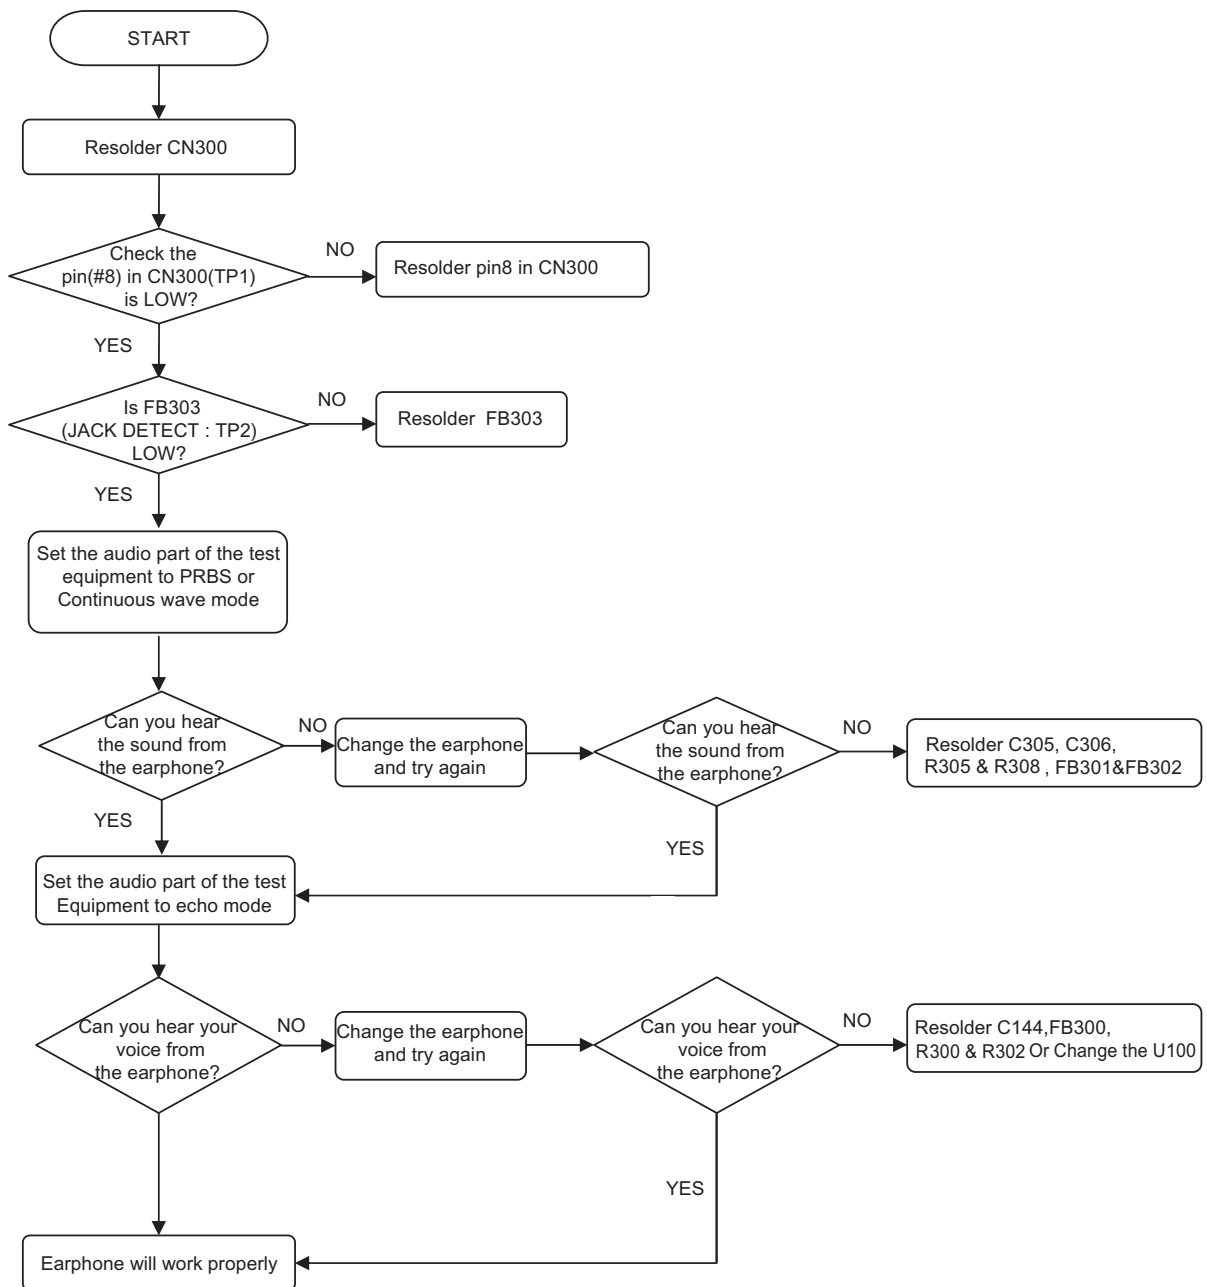 START
Resolder CN300
Check the
pin(#8) in CN300(TP1)
is LOW?
NO
Resolder pin8 in CN300
YES
Is FB303
(JACK DETECT : TP2)
LOW?
NO
Resolder FB303
YES
Set the audio part of the test
equipment to PRBS or
Continuous wave mode
Can you hear
the sound from
the earphone?
NO
Change the earphone
and try again
Can you hear
the sound from
the earphone?
NO
Resolder C305, C306,
R305 & R308 , FB301&FB302
YES
YES
Set the audio part of the test
Equipment to echo mode
Can you hear your
voice from
the earphone?
NO
Change the earphone
and try again
Can you hear your
voice from
the earphone?
NO
Resolder C144,FB300,
R300 & R302 Or Change the U100
YES
Earphone will work properly